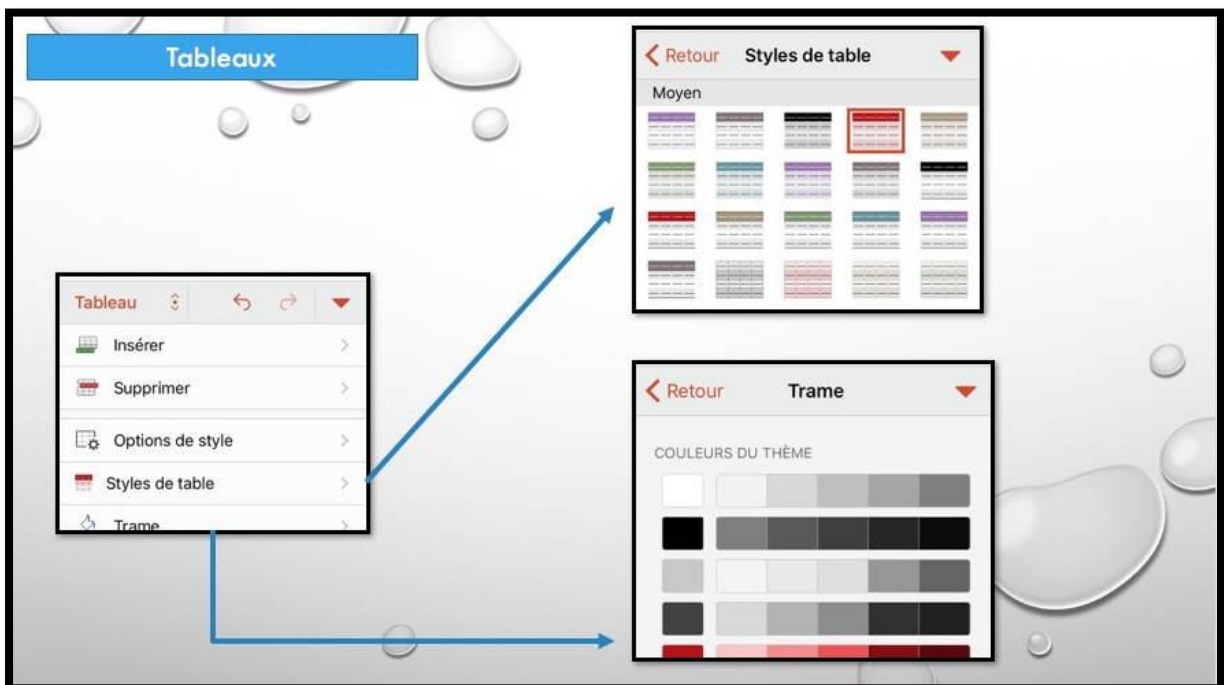 Tableaux
Tableau
Insérer
Supprimer
Options de style
Styles de table
Trame
Retour Styles de table
Moyen
Retour Trame
COULEURS DU THÈME